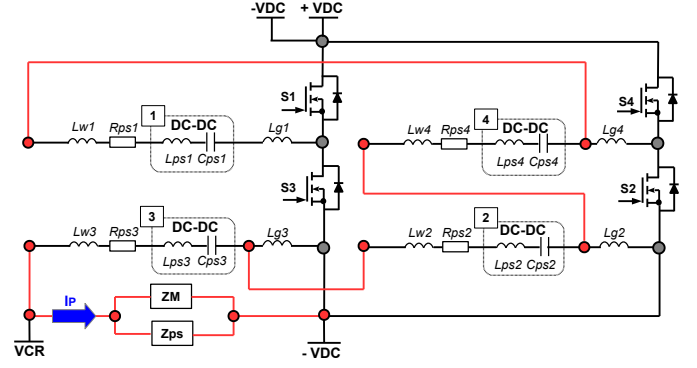 -VDC + VDC
S1 S4
1 4
Lw1 Rps1 DC-DC Lg1 Lw4 Rps4 DC-DC Lg4
Lps1 Cps1 Lps4 Cps4
S3 S2
3 2
Lw3 Rps3 DC-DC Lg3 Lw2 Rps2 DC-DC Lg2
Lps3 Cps3 Lps2 Cps2
IP ZM
Zps
VCR - VDC